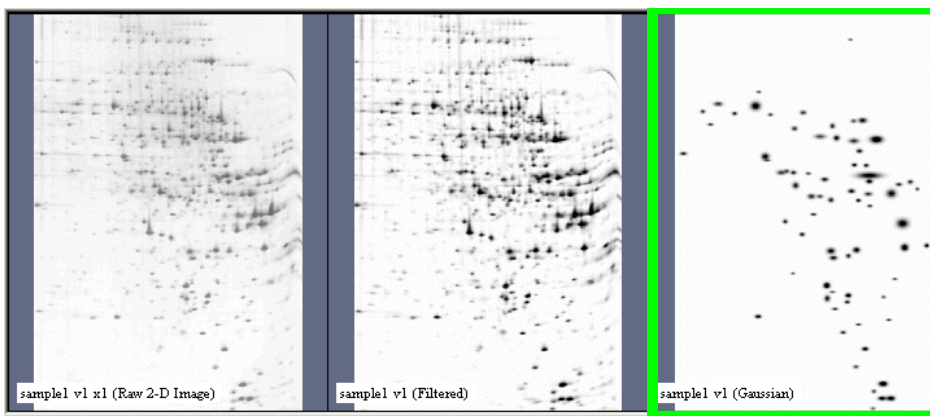 sample1 v1 x1 (Raw 2-D Image)
sample1 v1 (Filtered)
sample1 v1 (Gaussian)